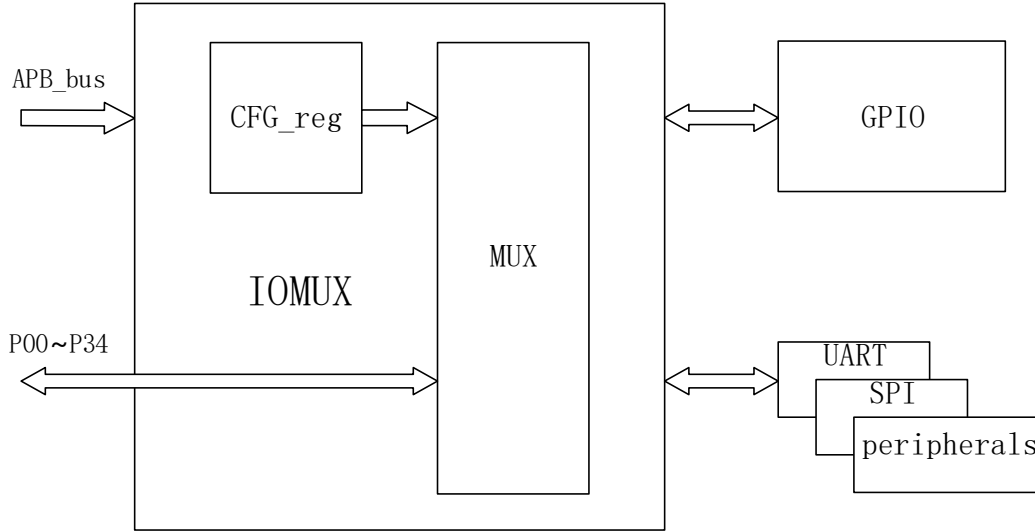 APB_bus
CFG_reg
GPIO
MUX
IOMUX
P00~P34
UART
SPI
peripherals